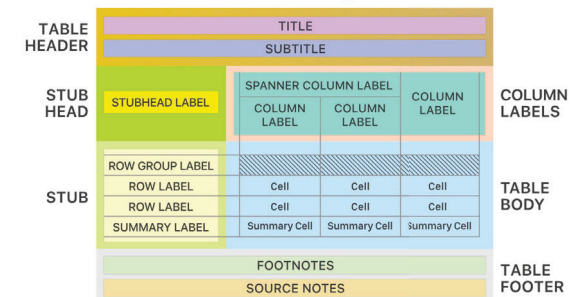 TABLE
HEADER
TITLE
SUBTITLE
STUB
HEAD
STUBHEAD LABEL
SPANNER COLUMN LABEL
COLUMN
LABEL
COLUMN
LABEL
COLUMN
LABEL
COLUMN
LABELS
STUB
ROW GROUP LABEL
ROW LABEL Cell Cell Cell
ROW LABEL Cell Cell Cell
SUMMARY LABEL Summary Cell Summary Cell Summary Cell
TABLE
BODY
FOOTNOTES
SOURCE NOTES
TABLE
FOOTER